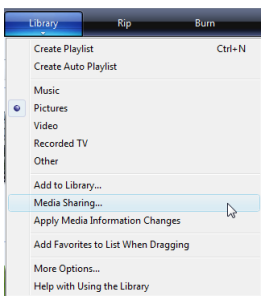 Library Rip Burn
Create Playlist Ctrl+N
Create Auto Playlist
Music
Pictures
Video
Recorded TV
Other
Add to Library...
Media Sharing...
Apply Media Information Changes
Add Favorites to List When Dragging
More Options...
Help with Using the Library